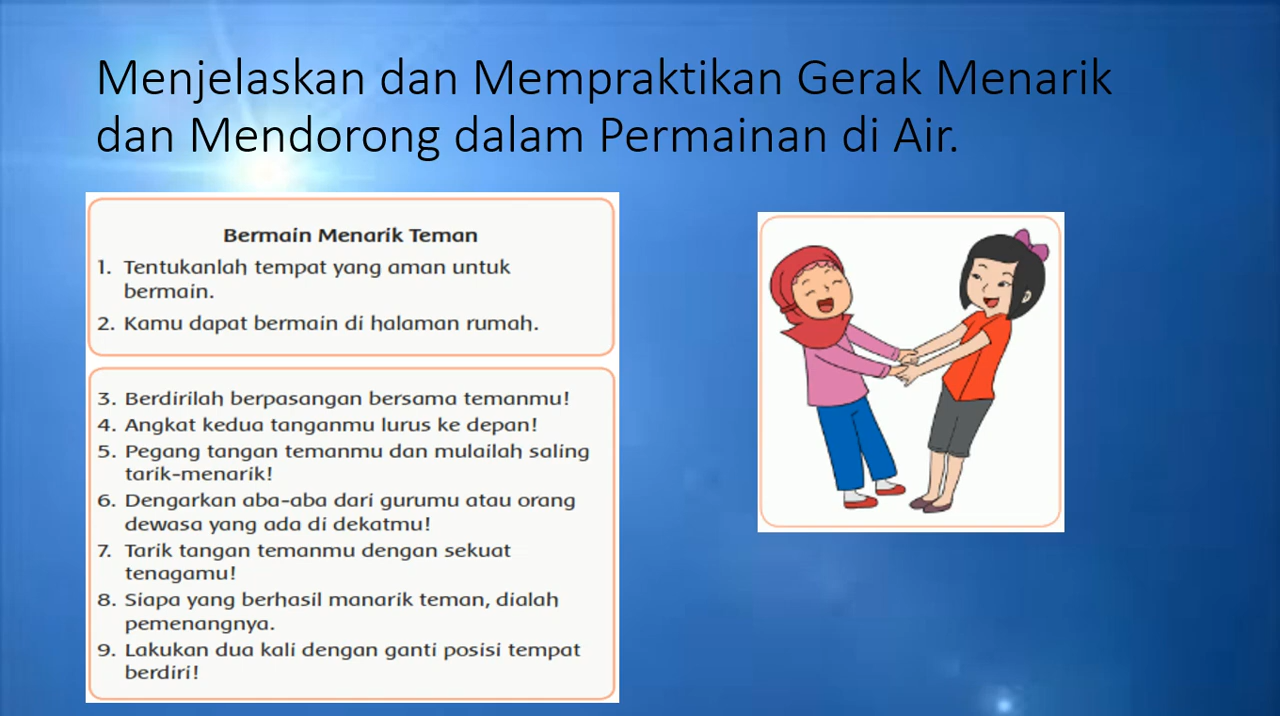 Menjelaskan dan Mempraktikan Gerak Menarik
dan Mendorong dalam Permainan di Air.
Bermain Menarik Teman
1. Tentukanlah tempat yang aman untuk
bermain.
2. Kamu dapat bermain di halaman rumah.
3. Berdirilah berpasangan bersama temanmu!
4. Angkat kedua tanganmu lurus ke depan!
5. Pegang tangan temanmu dan mulailah saling
tarik-menarik!
6. Dengarkan aba-aba dari gurumu atau orang
dewasa yang ada di dekatmu!
7. Tarik tangan temanmu dengan sekuat
tenagamu!
8. Siapa yang berhasil manarik teman, dialah
pemenangnya.
9. Lakukan dua kali dengan ganti posisi tempat
berdiri!